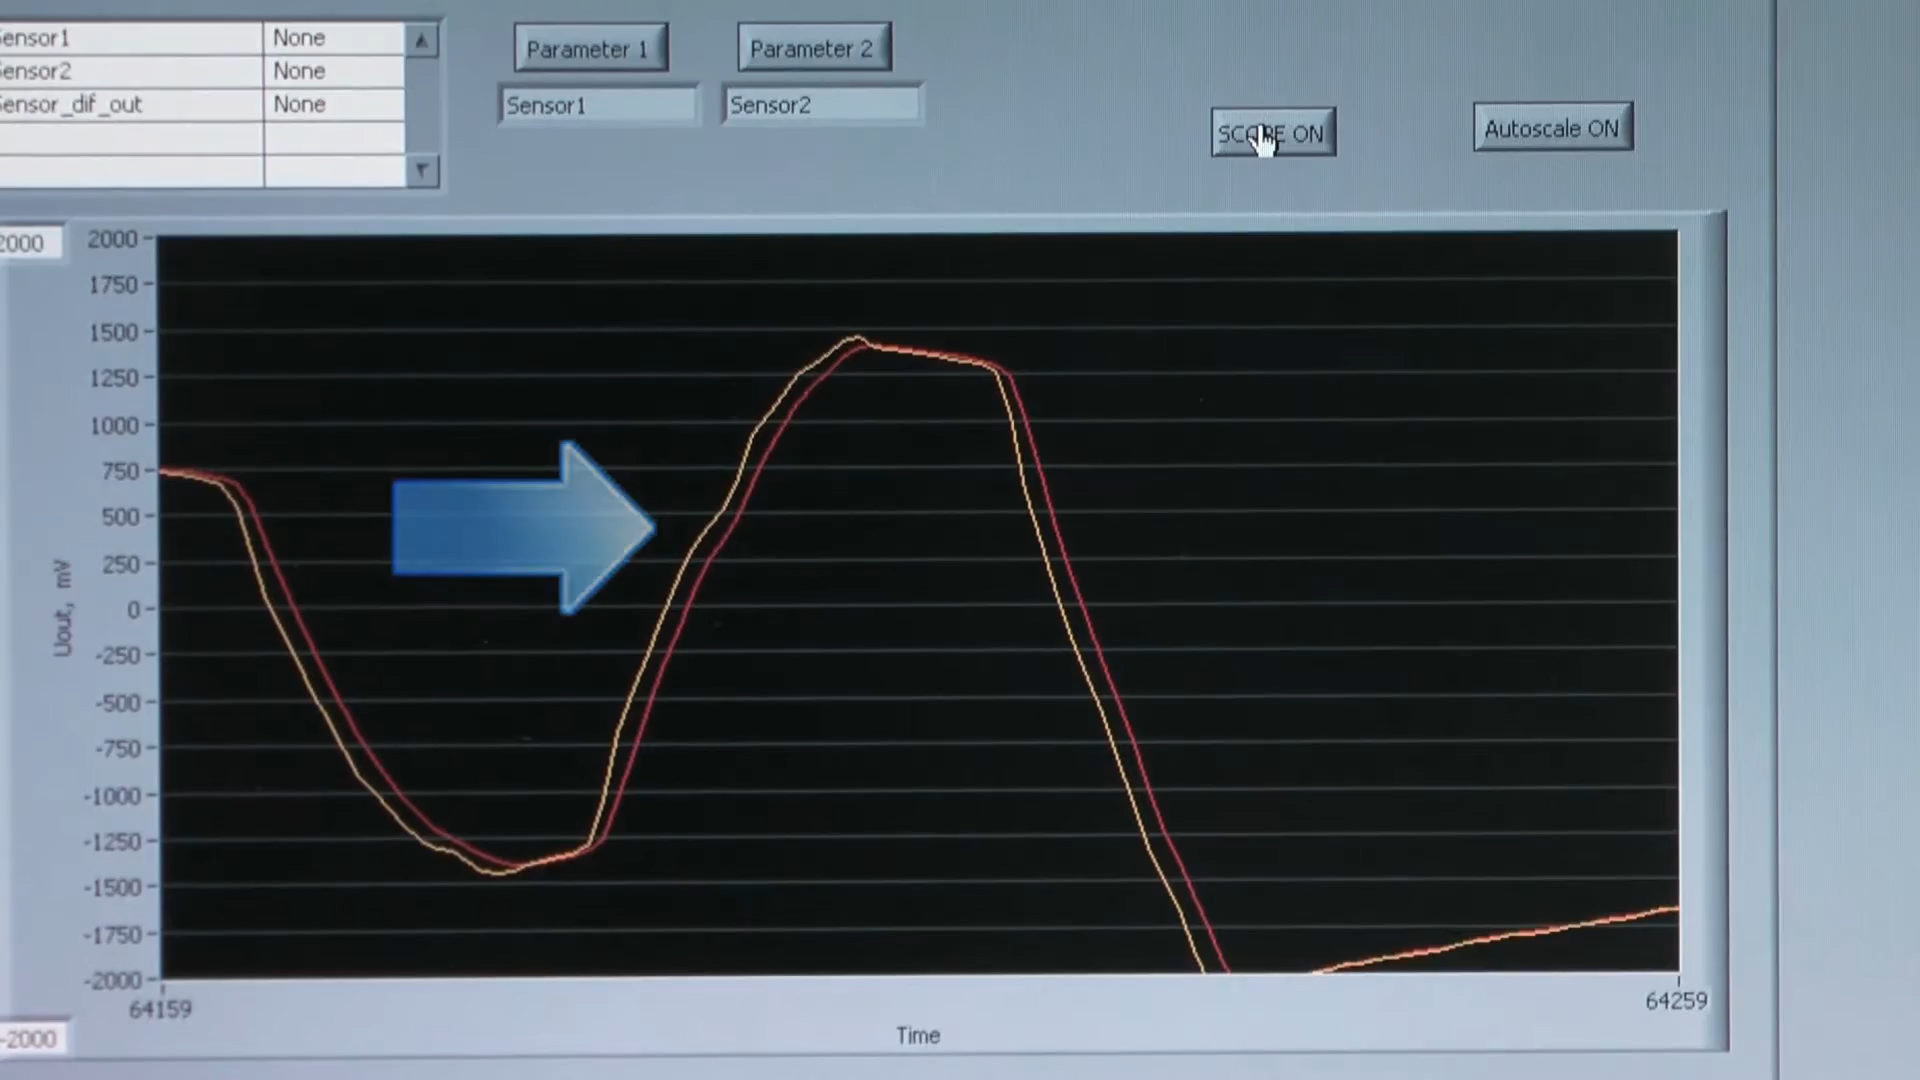 ensor1 None
ensor2 None
ensor_dif_out None
Parameter 1 Parameter 2
Sensor1 Sensor2
SCOPE ON Autoscale ON
2000
2000
1750
1500
1250
1000
750
500
250
0
-250
-500
-750
-1000
-1250
-1500
-1750
-2000
-2000
Uout, mV
64159 64259
Time